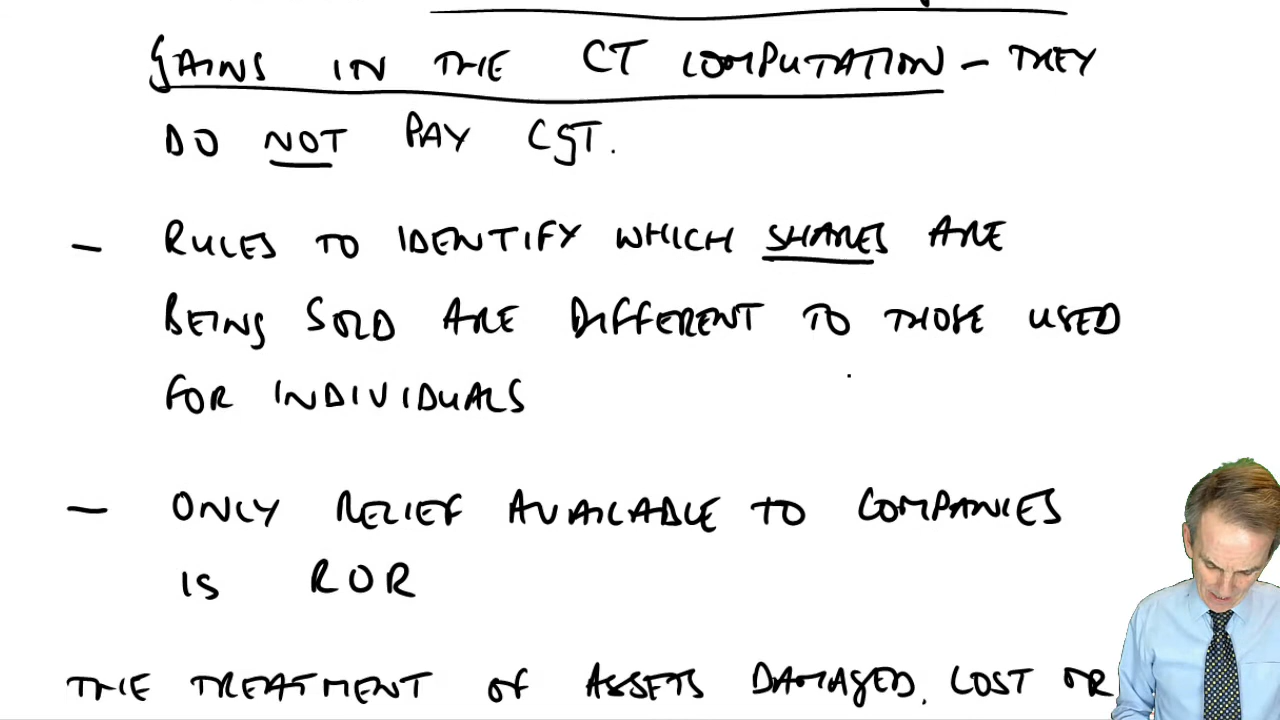 GAINS IN THE CT COMPUTATION - THEY
DO NOT PAY CGT.
- RULES TO IDENTIFY WHICH SHARES ARE
BEING SOLD ARE DIFFERENT TO THOSE USED
FOR INDIVIDUALS
- ONLY RELIEF AVAILABLE TO COMPANIES
IS ROR
THE TREATMENT OF ASSETS DAMAGED, LOST OR